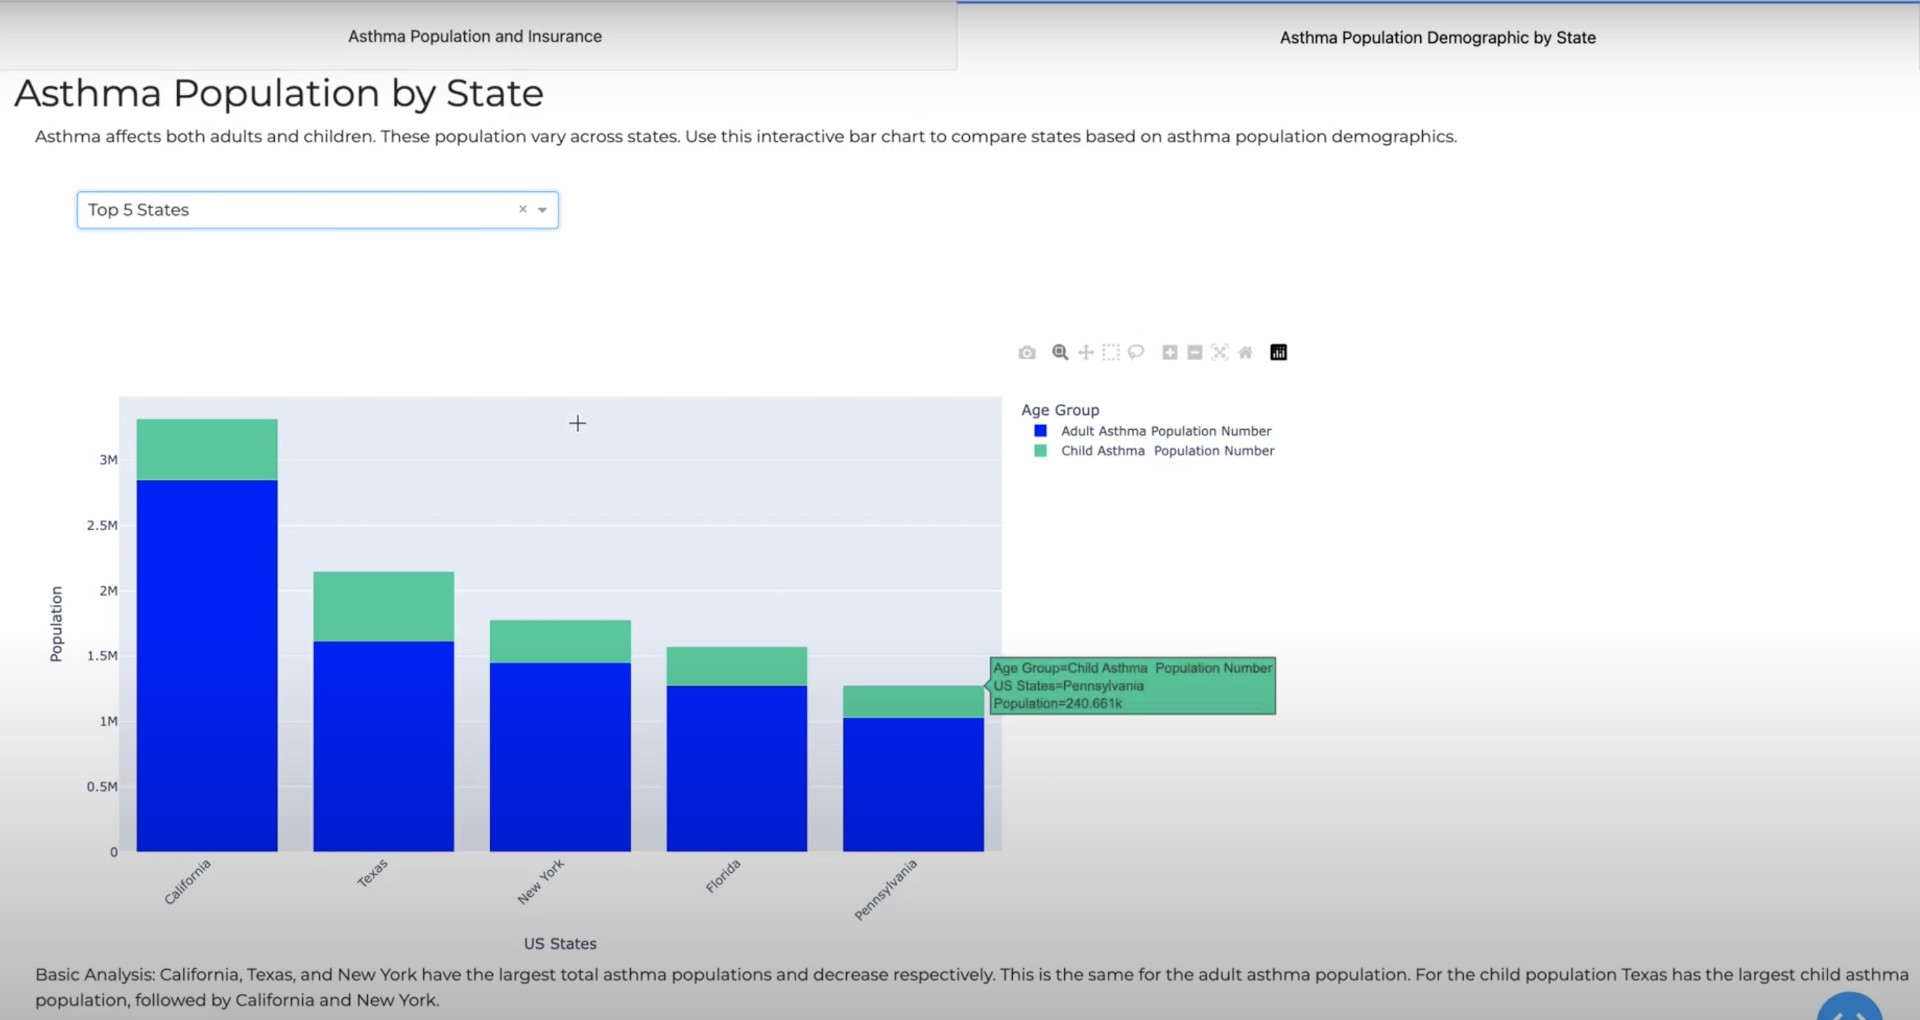 Asthma Population and Insurance
Asthma Population Demographic by State
Asthma Population by State
Asthma affects both adults and children. These population vary across states. Use this interactive bar chart to compare states based on asthma population demographics.
Top 5 States
Age Group
Adult Asthma Population Number
Child Asthma  Population Number
3M
2.5M
2M
1.5M
1M
0.5M
0
Population
Age Group=Child Asthma  Population Number
US States=Pennsylvania
Population=240.661k
California
Texas
New York
Florida
Pennsylvania
US States
Basic Analysis: California, Texas, and New York have the largest total asthma populations and decrease respectively. This is the same for the adult asthma population. For the child population Texas has the largest child asthma
population, followed by California and New York.